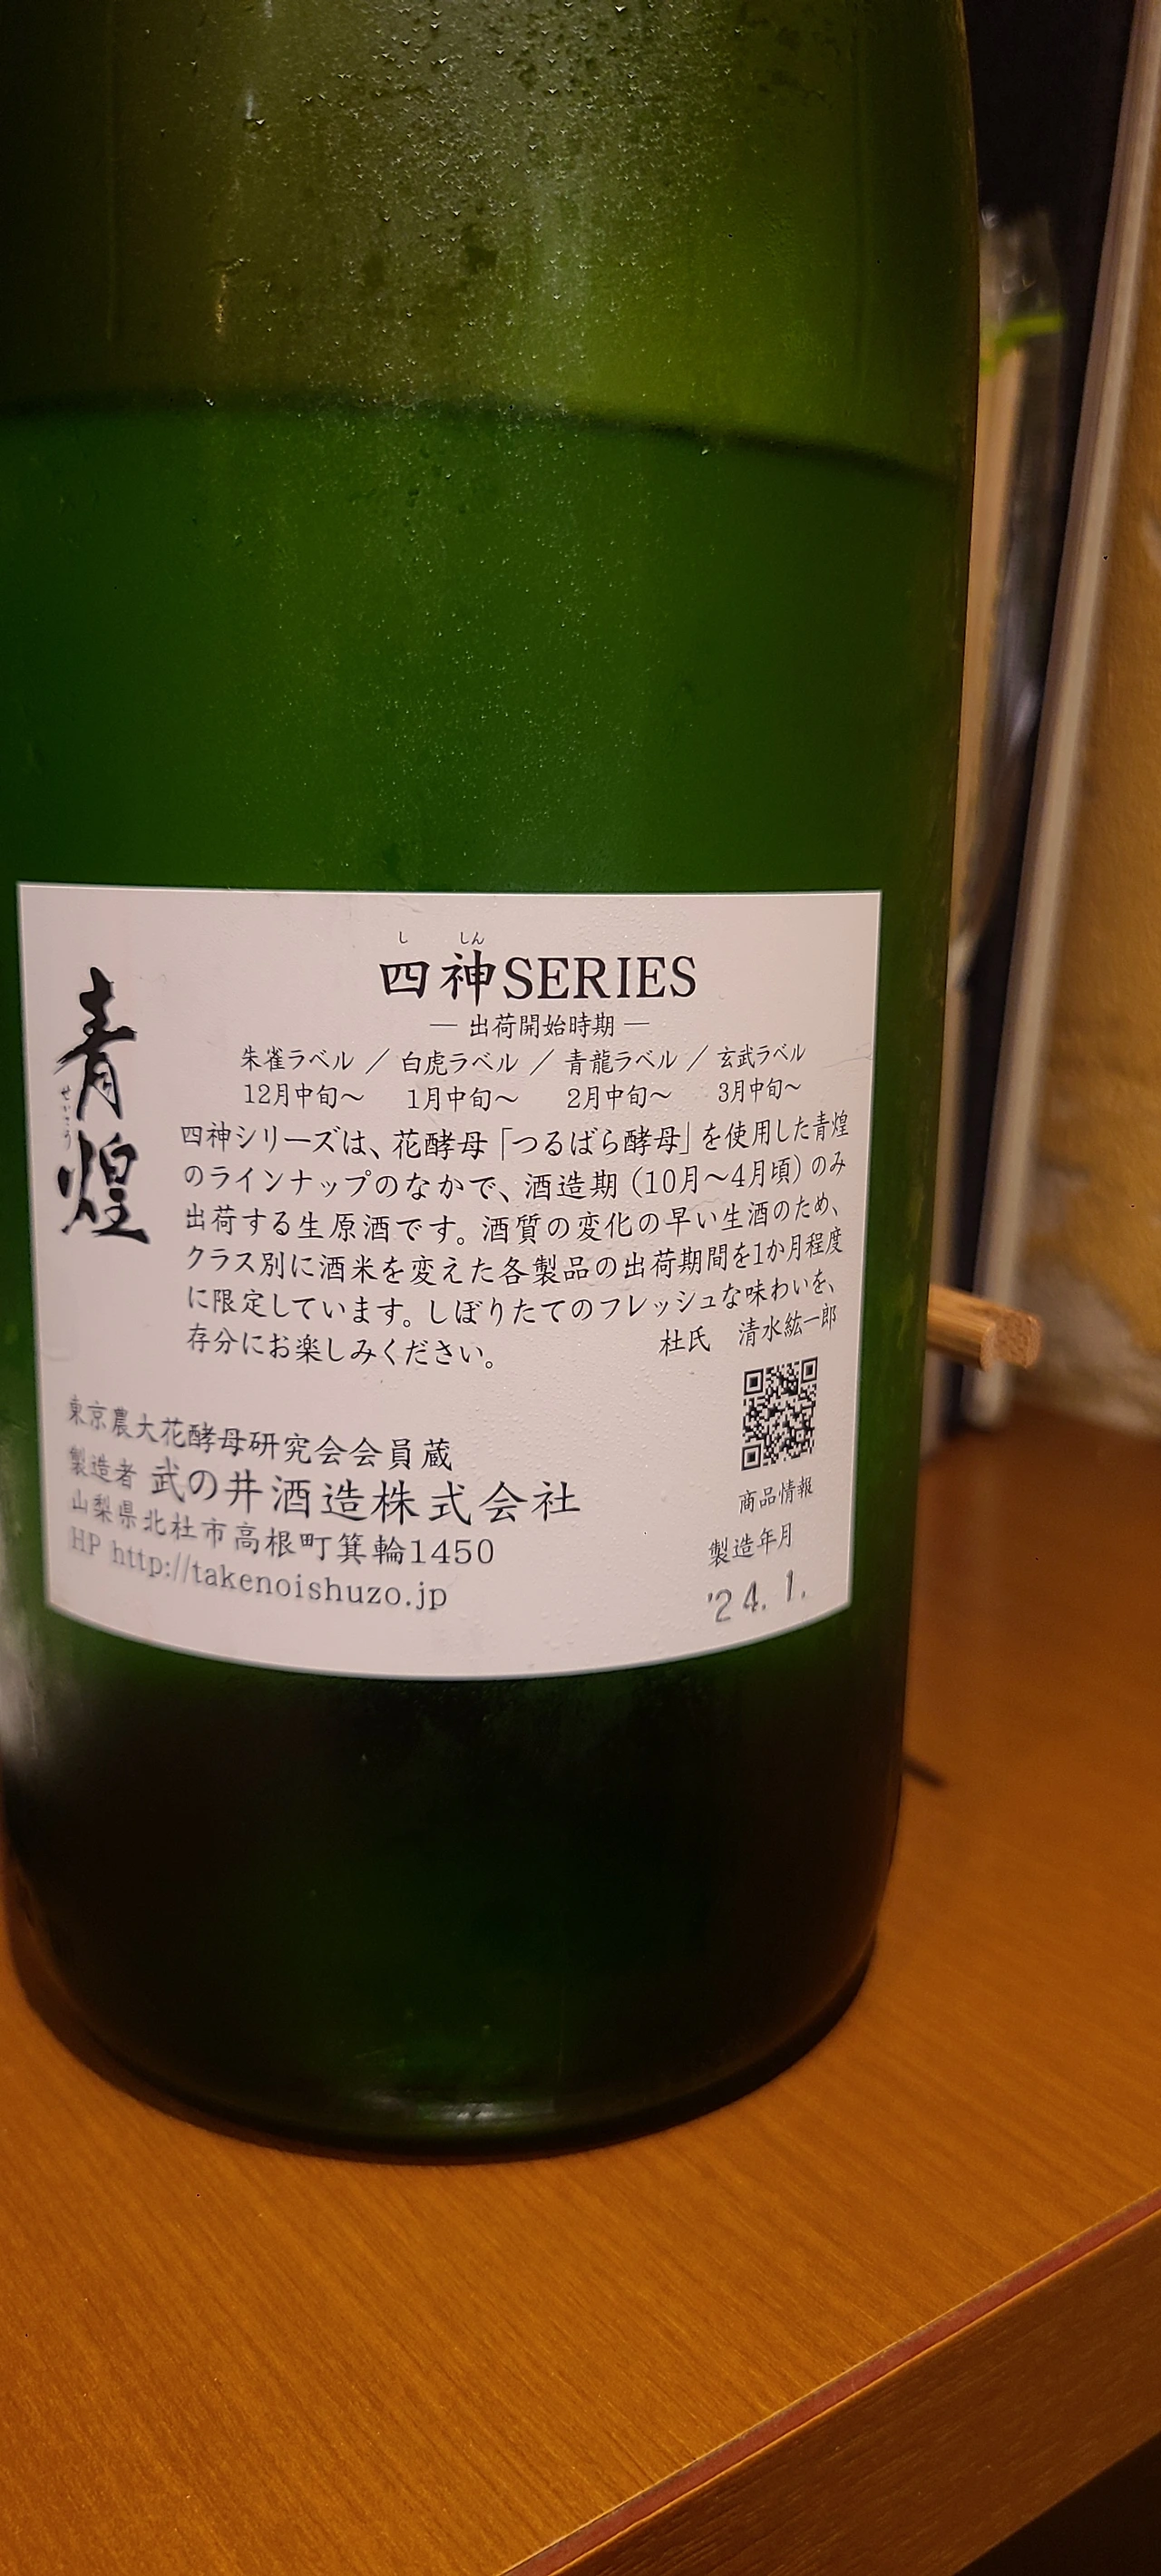 青煌
せいこう
し しん
四神SERIES
― 出荷開始時期 ―
朱雀ラベル ／ 白虎ラベル ／ 青龍ラベル ／ 玄武ラベル
12月中旬～ 1月中旬～ 2月中旬～ 3月中旬～
四神シリーズは、花酵母「つるばら酵母」を使用した青煌
のラインナップのなかで、酒造期（10月～4月頃）のみ
出荷する生原酒です。酒質の変化の早い生酒のため、
クラス別に酒米を変えた各製品の出荷期間を1か月程度
に限定しています。しぼりたてのフレッシュな味わいを、
存分にお楽しみください。
杜氏 清水紘一郎
東京農大花酵母研究会会員蔵
製造者 武の井酒造株式会社
山梨県北杜市高根町箕輪1450
HP http://takenoishuzo.jp
商品情報
製造年月
'24. 1.